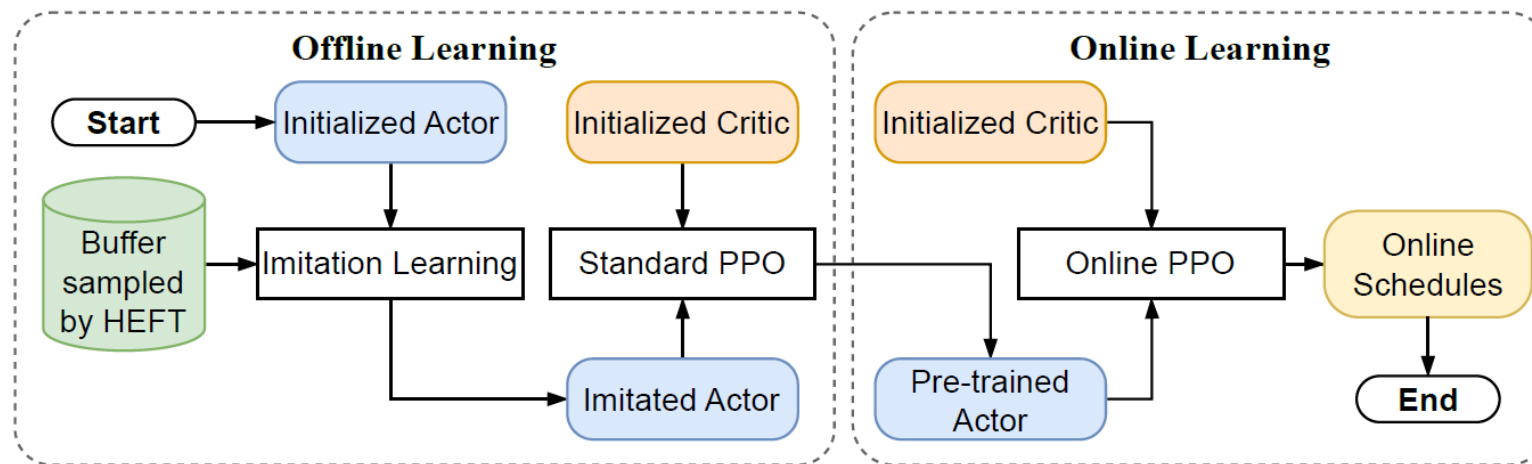 Offline Learning
Start
Initialized Actor
Initialized Critic
Buffer
sampled
by HEFT
Imitation Learning
Standard PPO
Imitated Actor
Online Learning
Initialized Critic
Online PPO
Online
Schedules
Pre-trained
Actor
End